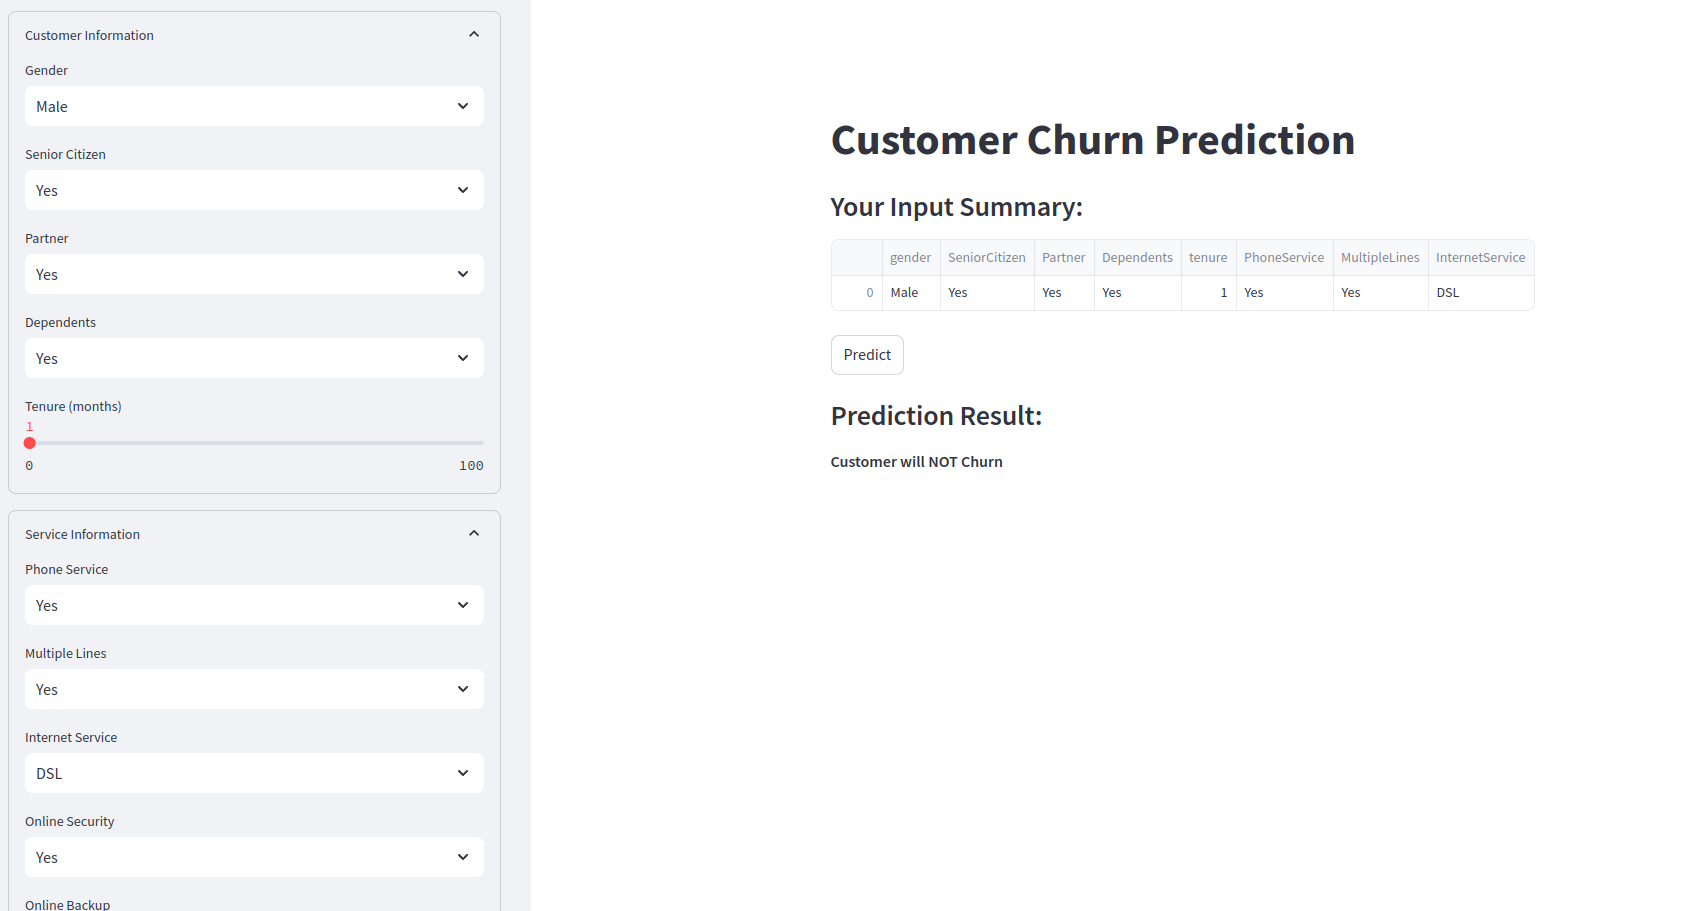 Customer Information
Gender
Male
Senior Citizen
Yes
Partner
Yes
Dependents
Yes
Tenure (months)
1
0 100
Service Information
Phone Service
Yes
Multiple Lines
Yes
Internet Service
DSL
Online Security
Yes
Online Backup
Customer Churn Prediction
Your Input Summary:
gender SeniorCitizen Partner Dependents tenure PhoneService MultipleLines InternetService
0 Male Yes Yes Yes 1 Yes Yes DSL
Predict
Prediction Result:
Customer will NOT Churn